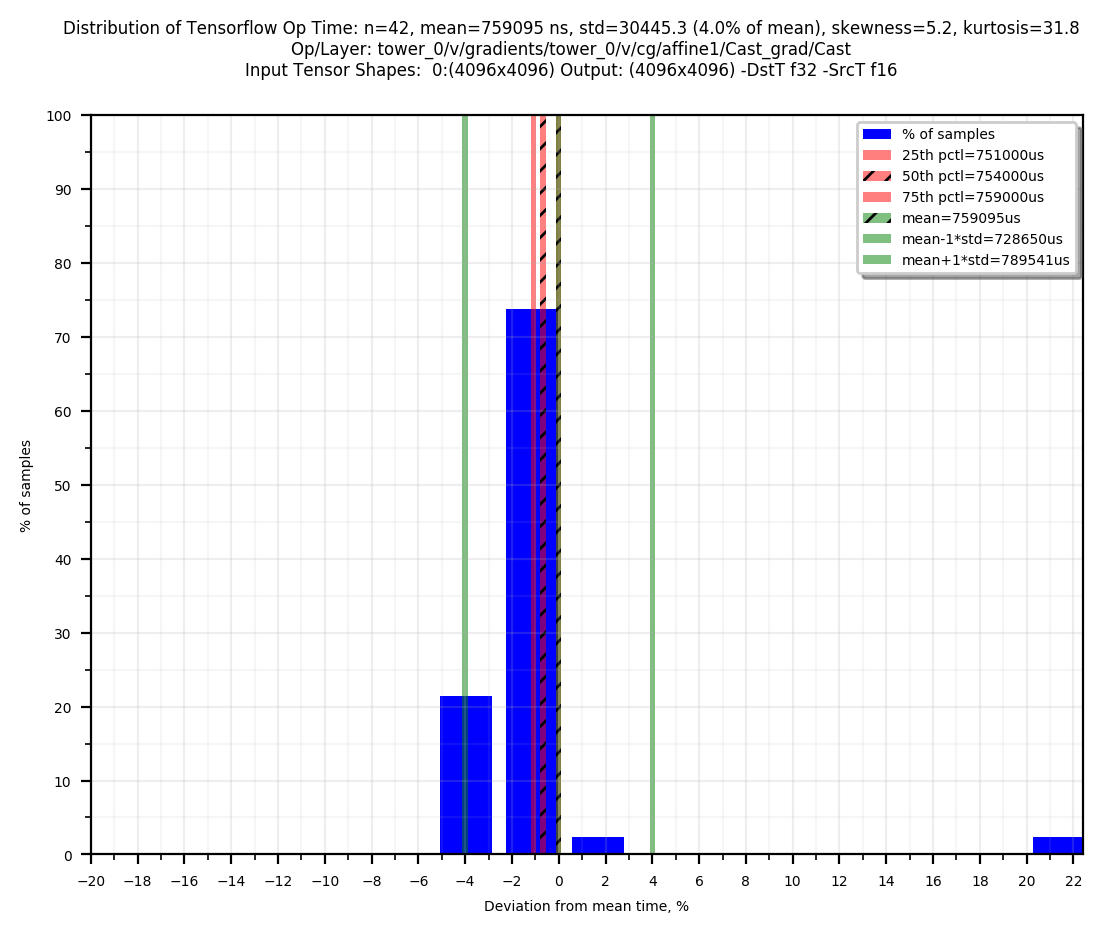 Distribution of Tensorflow Op Time: n=42, mean=759095 ns, std=30445.3 (4.0% of mean), skewness=5.2, kurtosis=31.8
Op/Layer: tower_0/v/gradients/tower_0/v/cg/affine1/Cast_grad/Cast
Input Tensor Shapes:  0:(4096x4096) Output: (4096x4096) -DstT f32 -SrcT f16
% of samples
25th pctl=751000us
50th pctl=754000us
75th pctl=759000us
mean=759095us
mean-1*std=728650us
mean+1*std=789541us
100
90
80
70
60
50
40
30
20
10
0
% of samples
−20 −18 −16 −14 −12 −10 −8 −6 −4 −2 0 2 4 6 8 10 12 14 16 18 20 22
Deviation from mean time, %